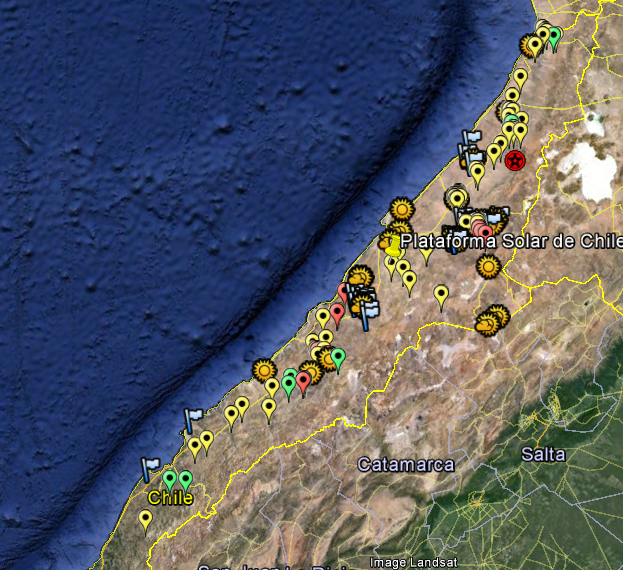 Plataforma Solar de Chile
Salta
Catamarca
Chile
Image Landsat